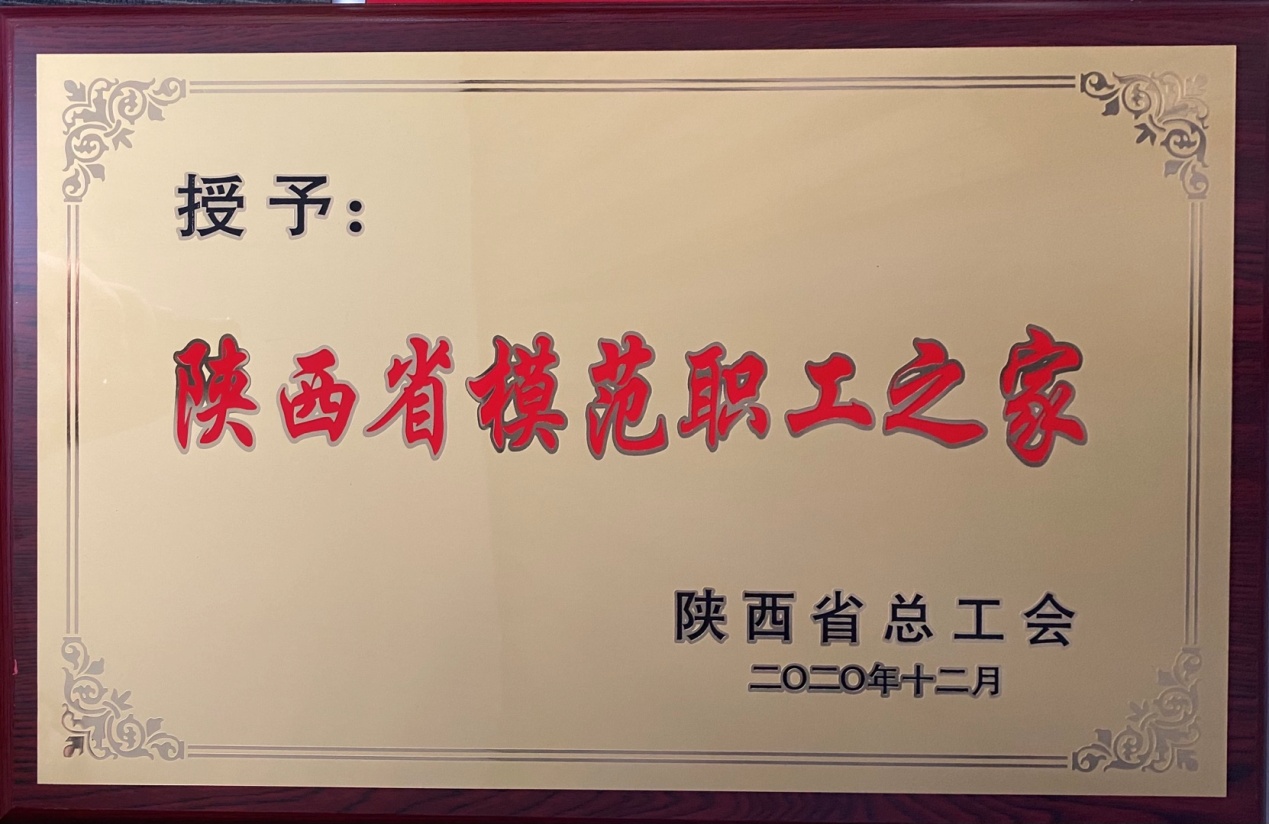 授予：
陕西省模范职工之家
陕西省总工会
二〇二〇年十二月